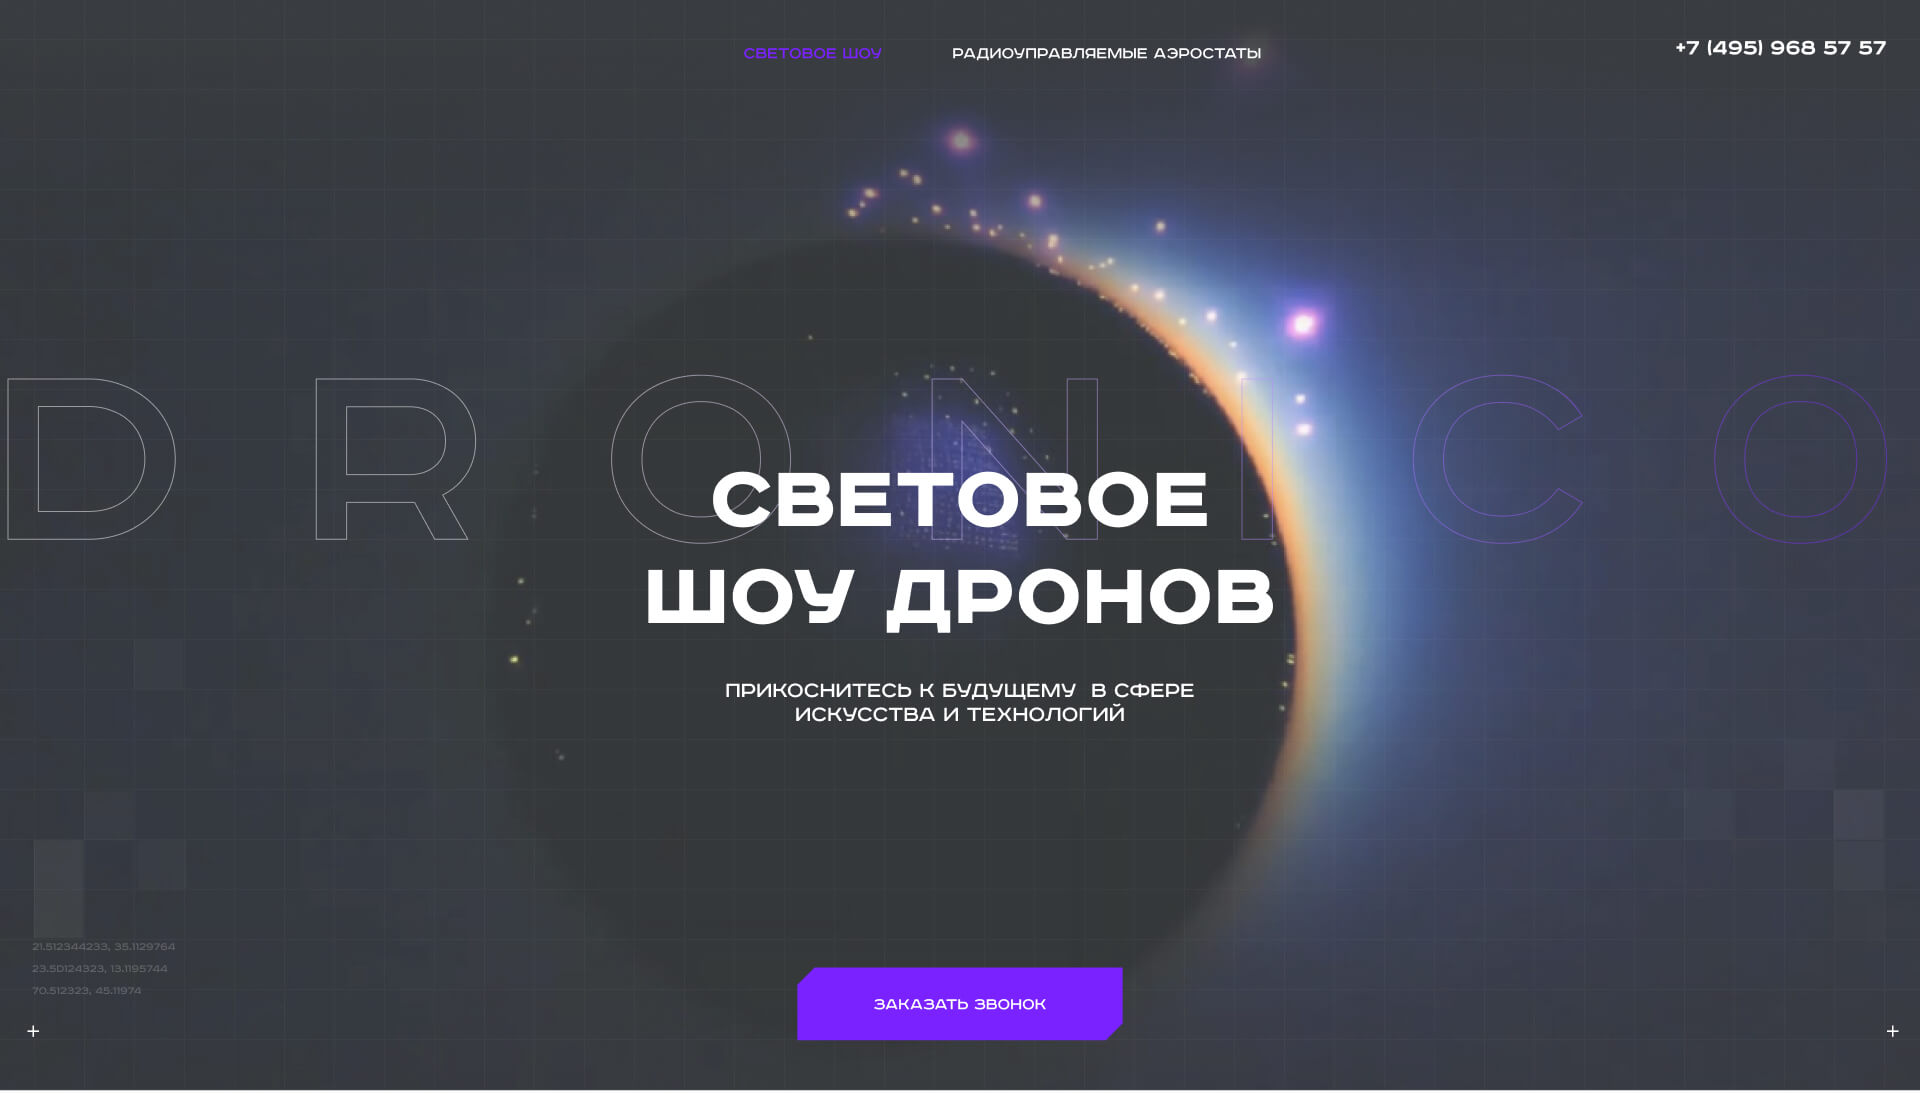 СВЕТОВОЕ ШОУ
РАДИОУПРАВЛЯЕМЫЕ АЭРОСТАТЫ
+7 (495) 968 57 57
DRONICO
СВЕТОВОЕ
ШОУ ДРОНОВ
ПРИКОСНИТЕСЬ К БУДУЩЕМУ В СФЕРЕ
ИСКУССТВА И ТЕХНОЛОГИЙ
21.512344233, 35.1129764
23.5D124323, 13.1195744
70.512323, 45.11974
ЗАКАЗАТЬ ЗВОНОК